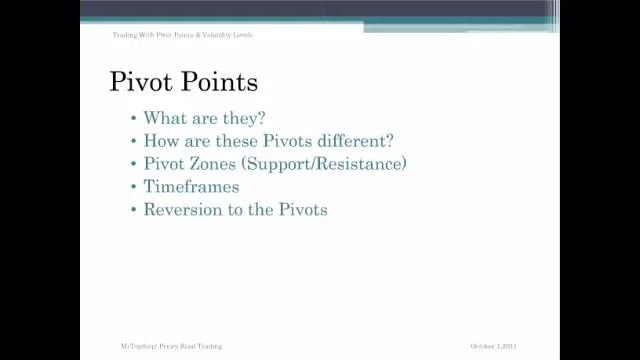 Trading With Pivot Points & Volatility Levels
Pivot Points
• What are they?
• How are these Pivots different?
• Pivot Zones (Support/Resistance)
• Timeframes
• Reversion to the Pivots
MrTopStep/ Pricey Road Trading
October 1,2011